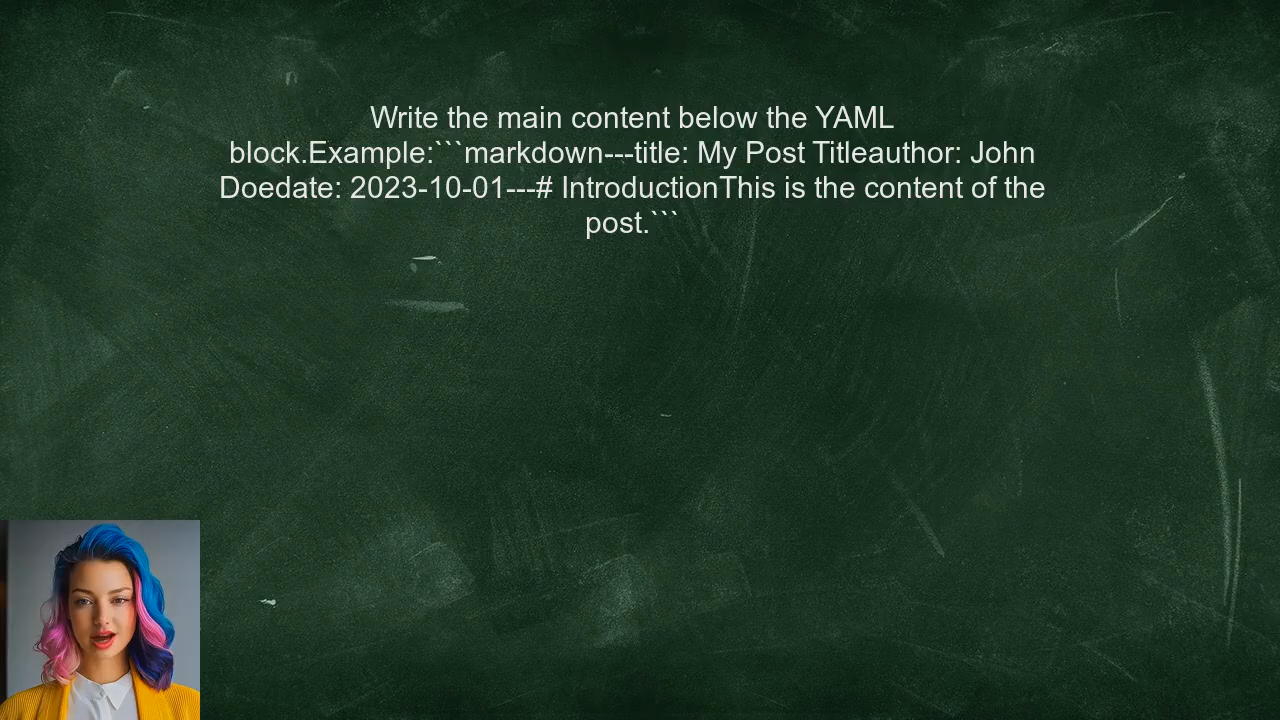 Write the main content below the YAML
block.Example:```markdown---title: My Post Titleauthor: John
Doedate: 2023-10-01---# IntroductionThis is the content of the
post.```